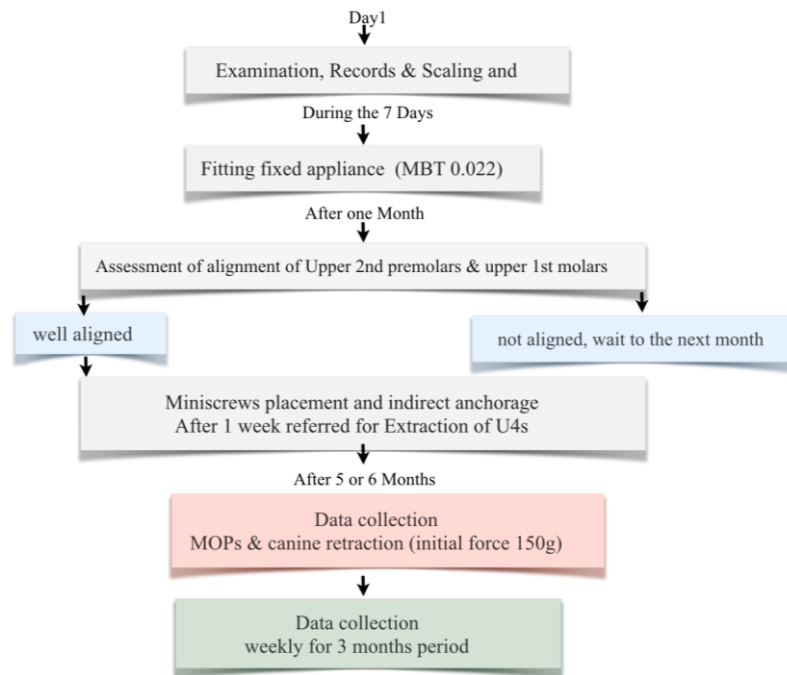 Day1
Examination, Records & Scaling and
During the 7 Days
Fitting fixed appliance (MBT 0.022)
After one Month
Assessment of alignment of Upper 2nd premolars & upper 1st molars
well aligned
not aligned, wait to the next month
Miniscrews placement and indirect anchorage
After 1 week referred for Extraction of U4s
After 5 or 6 Months
Data collection
MOPs & canine retraction (initial force 150g)
Data collection
weekly for 3 months period